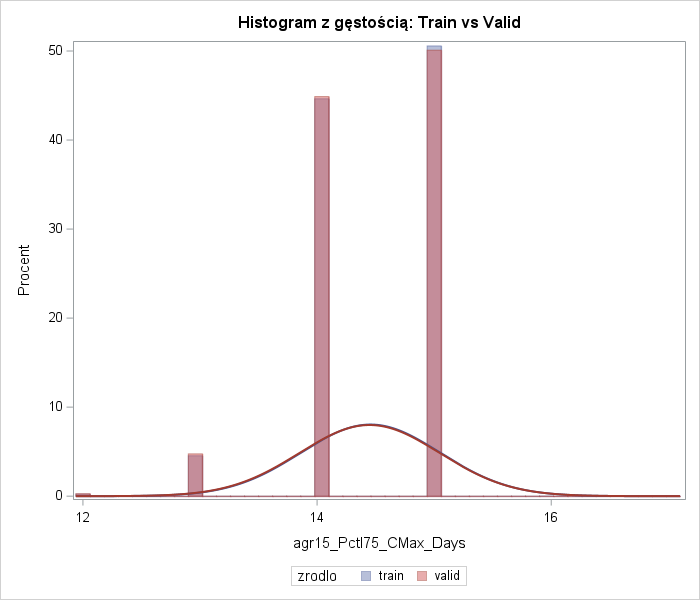 Histogram z gęstością: Train vs Valid
50
40
30
20
10
0
Procent
12 14 16
agr15_Pctl75_CMax_Days
zrodlo train valid